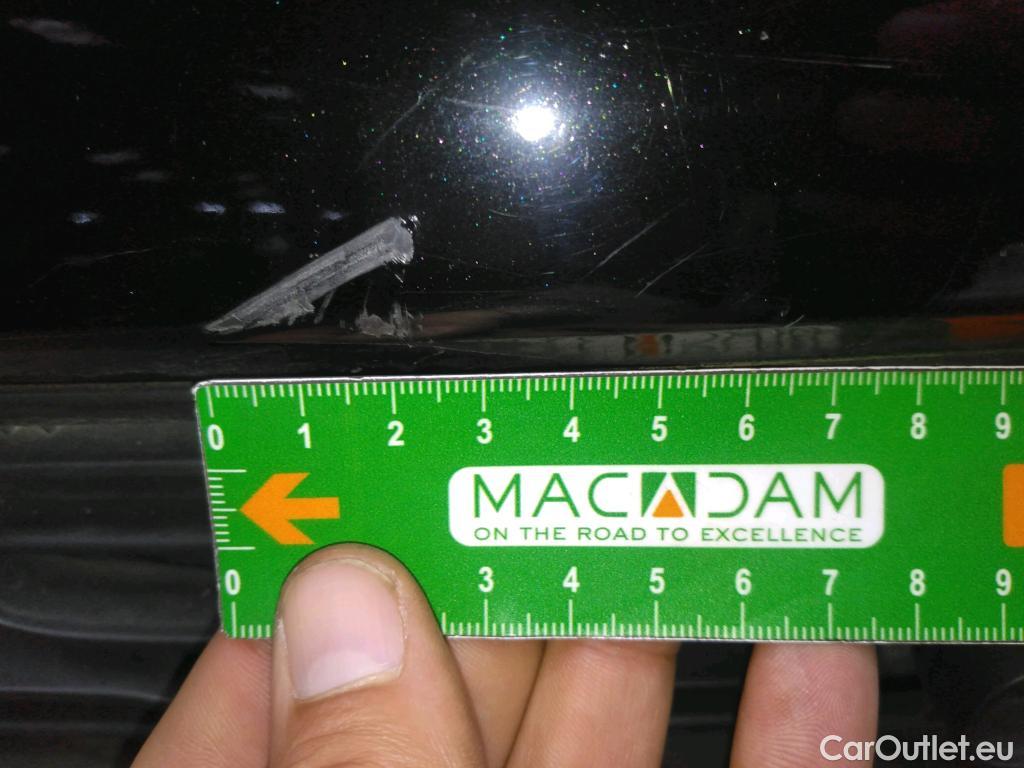 0 1 2 3 4 5 6 7 8 9
MACADAM
ON THE ROAD TO EXCELLENCE
0 3 4 5 6 7 8 9
CarOutlet.eu